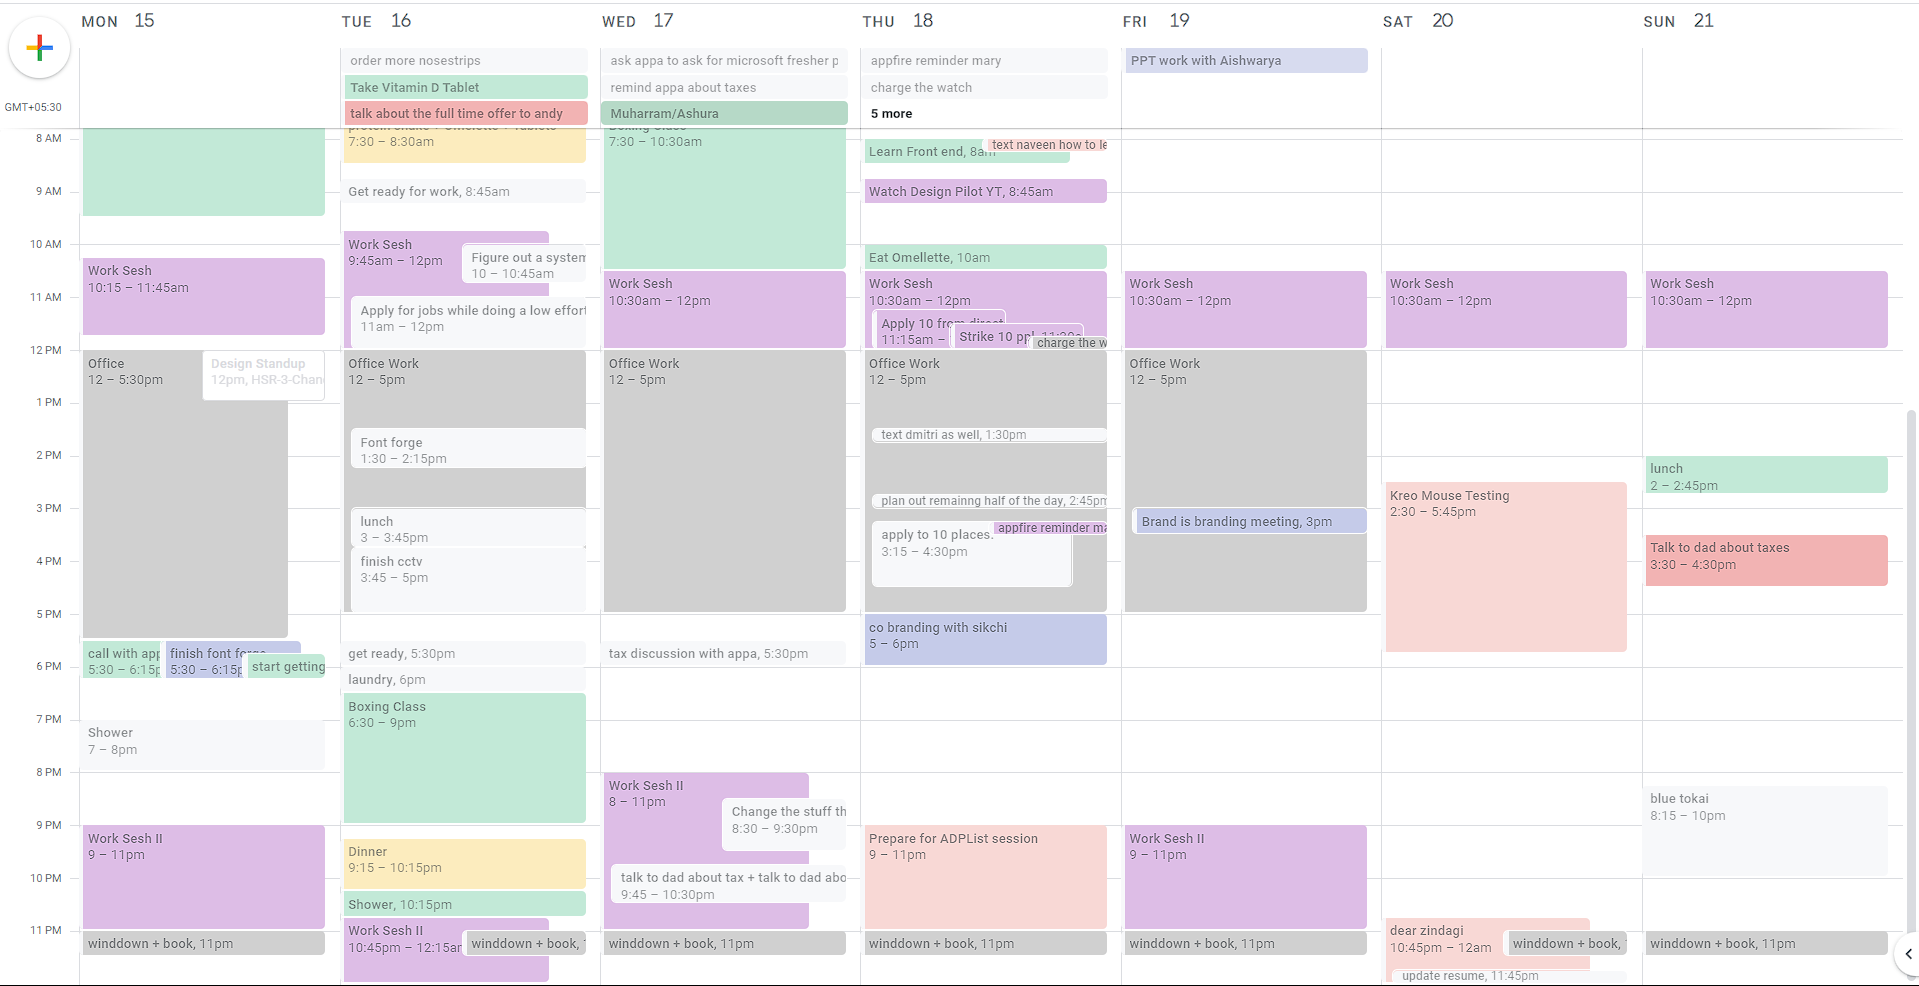 MON 15
TUE 16
WED 17
THU 18
FRI 19
SAT 20
SUN 21
GMT+05:30
order more nosestrips
Take Vitamin D Tablet
talk about the full time offer to andy
ask appa to ask for microsoft fresher p
remind appa about taxes
Muharram/Ashura
appfire reminder mary
charge the watch
5 more
PPT work with Aishwarya
8 AM
9 AM
10 AM
11 AM
12 PM
1 PM
2 PM
3 PM
4 PM
5 PM
6 PM
7 PM
8 PM
9 PM
10 PM
11 PM
Work Sesh
10:15 – 11:45am
Office
12 – 5:30pm
Design Standup
12pm, HSR-3-Chan
call with app
5:30 – 6:15p
finish font forge
5:30 – 6:15p
start getting
Shower
7 – 8pm
Work Sesh II
9 – 11pm
winddown + book, 11pm
protein shake + Omelette + Tablets
7:30 – 8:30am
Get ready for work, 8:45am
Work Sesh
9:45am – 12pm
Figure out a system
10 – 10:45am
Apply for jobs while doing a low effort
11am – 12pm
Office Work
12 – 5pm
Font forge
1:30 – 2:15pm
lunch
3 – 3:45pm
finish cctv
3:45 – 5pm
get ready, 5:30pm
laundry, 6pm
Boxing Class
6:30 – 9pm
Dinner
9:15 – 10:15pm
Shower, 10:15pm
Work Sesh II
10:45pm – 12:15am
winddown + book,
Boxing Class
7:30 – 10:30am
Work Sesh
10:30am – 12pm
Office Work
12 – 5pm
tax discussion with appa, 5:30pm
Work Sesh II
8 – 11pm
Change the stuff th
8:30 – 9:30pm
talk to dad about tax + talk to dad abo
9:45 – 10:30pm
winddown + book, 11pm
Learn Front end, 8am
text naveen how to le
Watch Design Pilot YT, 8:45am
Eat Omellette, 10am
Work Sesh
10:30am – 12pm
Apply 10 from direct
11:15am –
Strike 10 ppl, 11:30a
charge the w
Office Work
12 – 5pm
text dmitri as well, 1:30pm
plan out remainng half of the day, 2:45pm
apply to 10 places.
3:15 – 4:30pm
appfire reminder ma
co branding with sikchi
5 – 6pm
Prepare for ADPList session
9 – 11pm
winddown + book, 11pm
Work Sesh
10:30am – 12pm
Office Work
12 – 5pm
Brand is branding meeting, 3pm
Work Sesh II
9 – 11pm
winddown + book, 11pm
Work Sesh
10:30am – 12pm
Kreo Mouse Testing
2:30 – 5:45pm
dear zindagi
10:45pm – 12am
winddown + book,
update resume, 11:45pm
Work Sesh
10:30am – 12pm
lunch
2 – 2:45pm
Talk to dad about taxes
3:30 – 4:30pm
blue tokai
8:15 – 10pm
winddown + book, 11pm